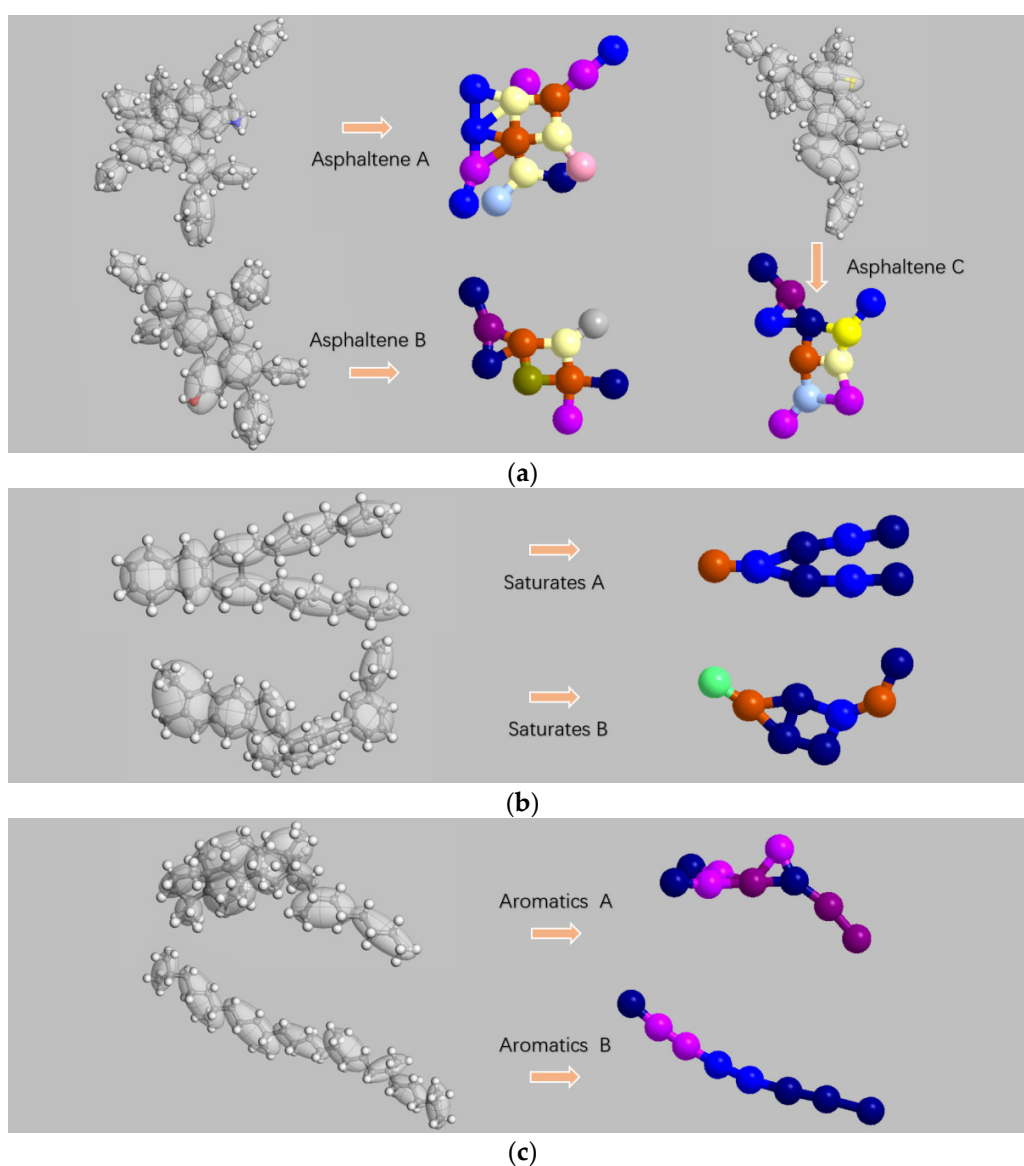 Asphaltene A
Asphaltene B
Asphaltene C
(a)
Saturates A
Saturates B
(b)
Aromatics A
Aromatics B
(c)